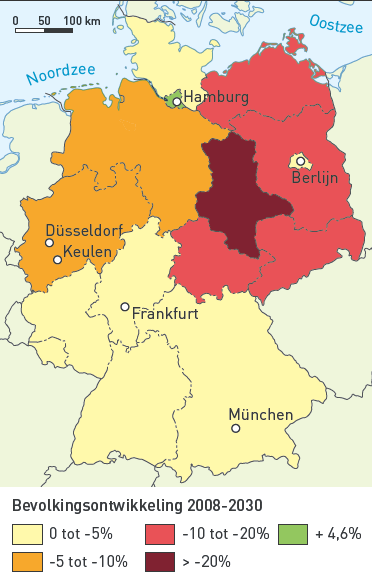 0 50 100 km
Oostzee
Noordzee
Hamburg
Berlijn
Düsseldorf
Keulen
Frankfurt
München
Bevolkingsontwikkeling 2008-2030
0 tot -5% -10 tot -20% + 4,6%
-5 tot -10% > -20%